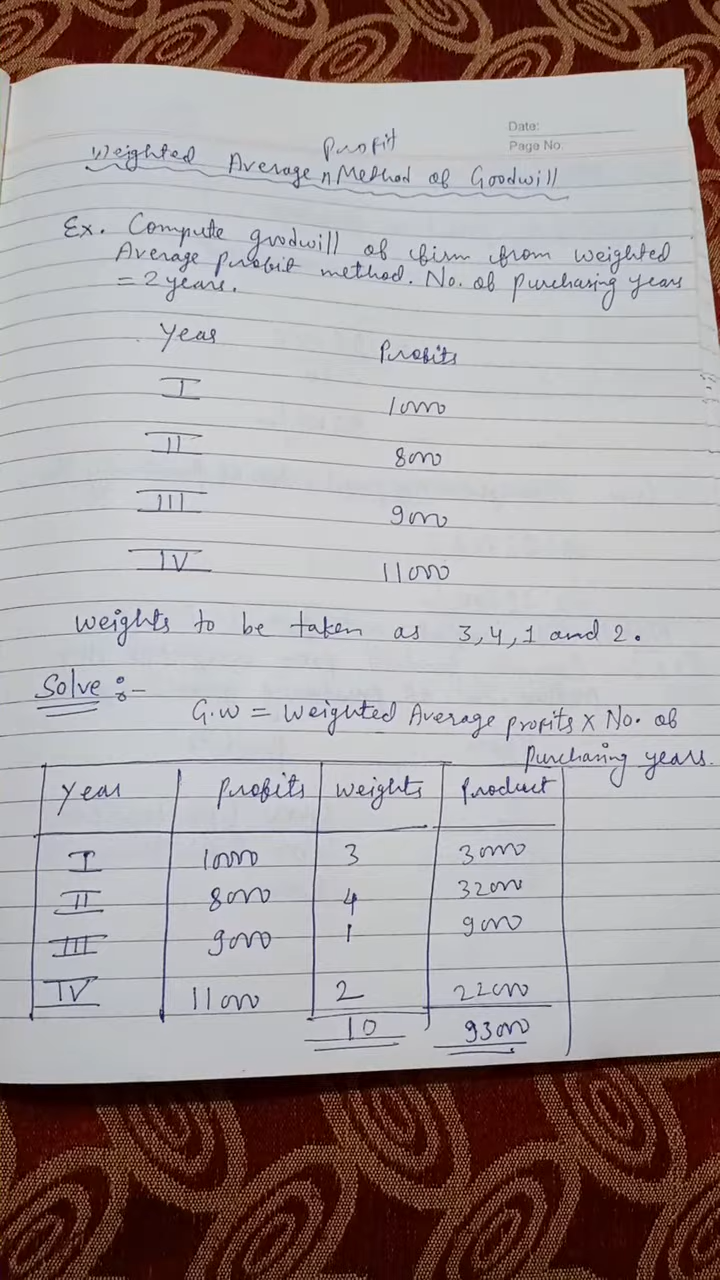 Date:
Page No.
Weighted Average Profit Method of Goodwill
Ex. Compute goodwill of firm from weighted
Average profit method. No. of purchasing years
= 2 years.
Year Profits
I 10000
II 8000
III 9000
IV 11000
Weights to be taken as 3, 4, 1 and 2.
Solve :-
G.W = Weighted Average profits × No. of
purchasing years.
Year Profits Weights Product
I 10000 3 30000
II 8000 4 32000
III 9000 1 9000
IV 11000 2 22000
10 93000